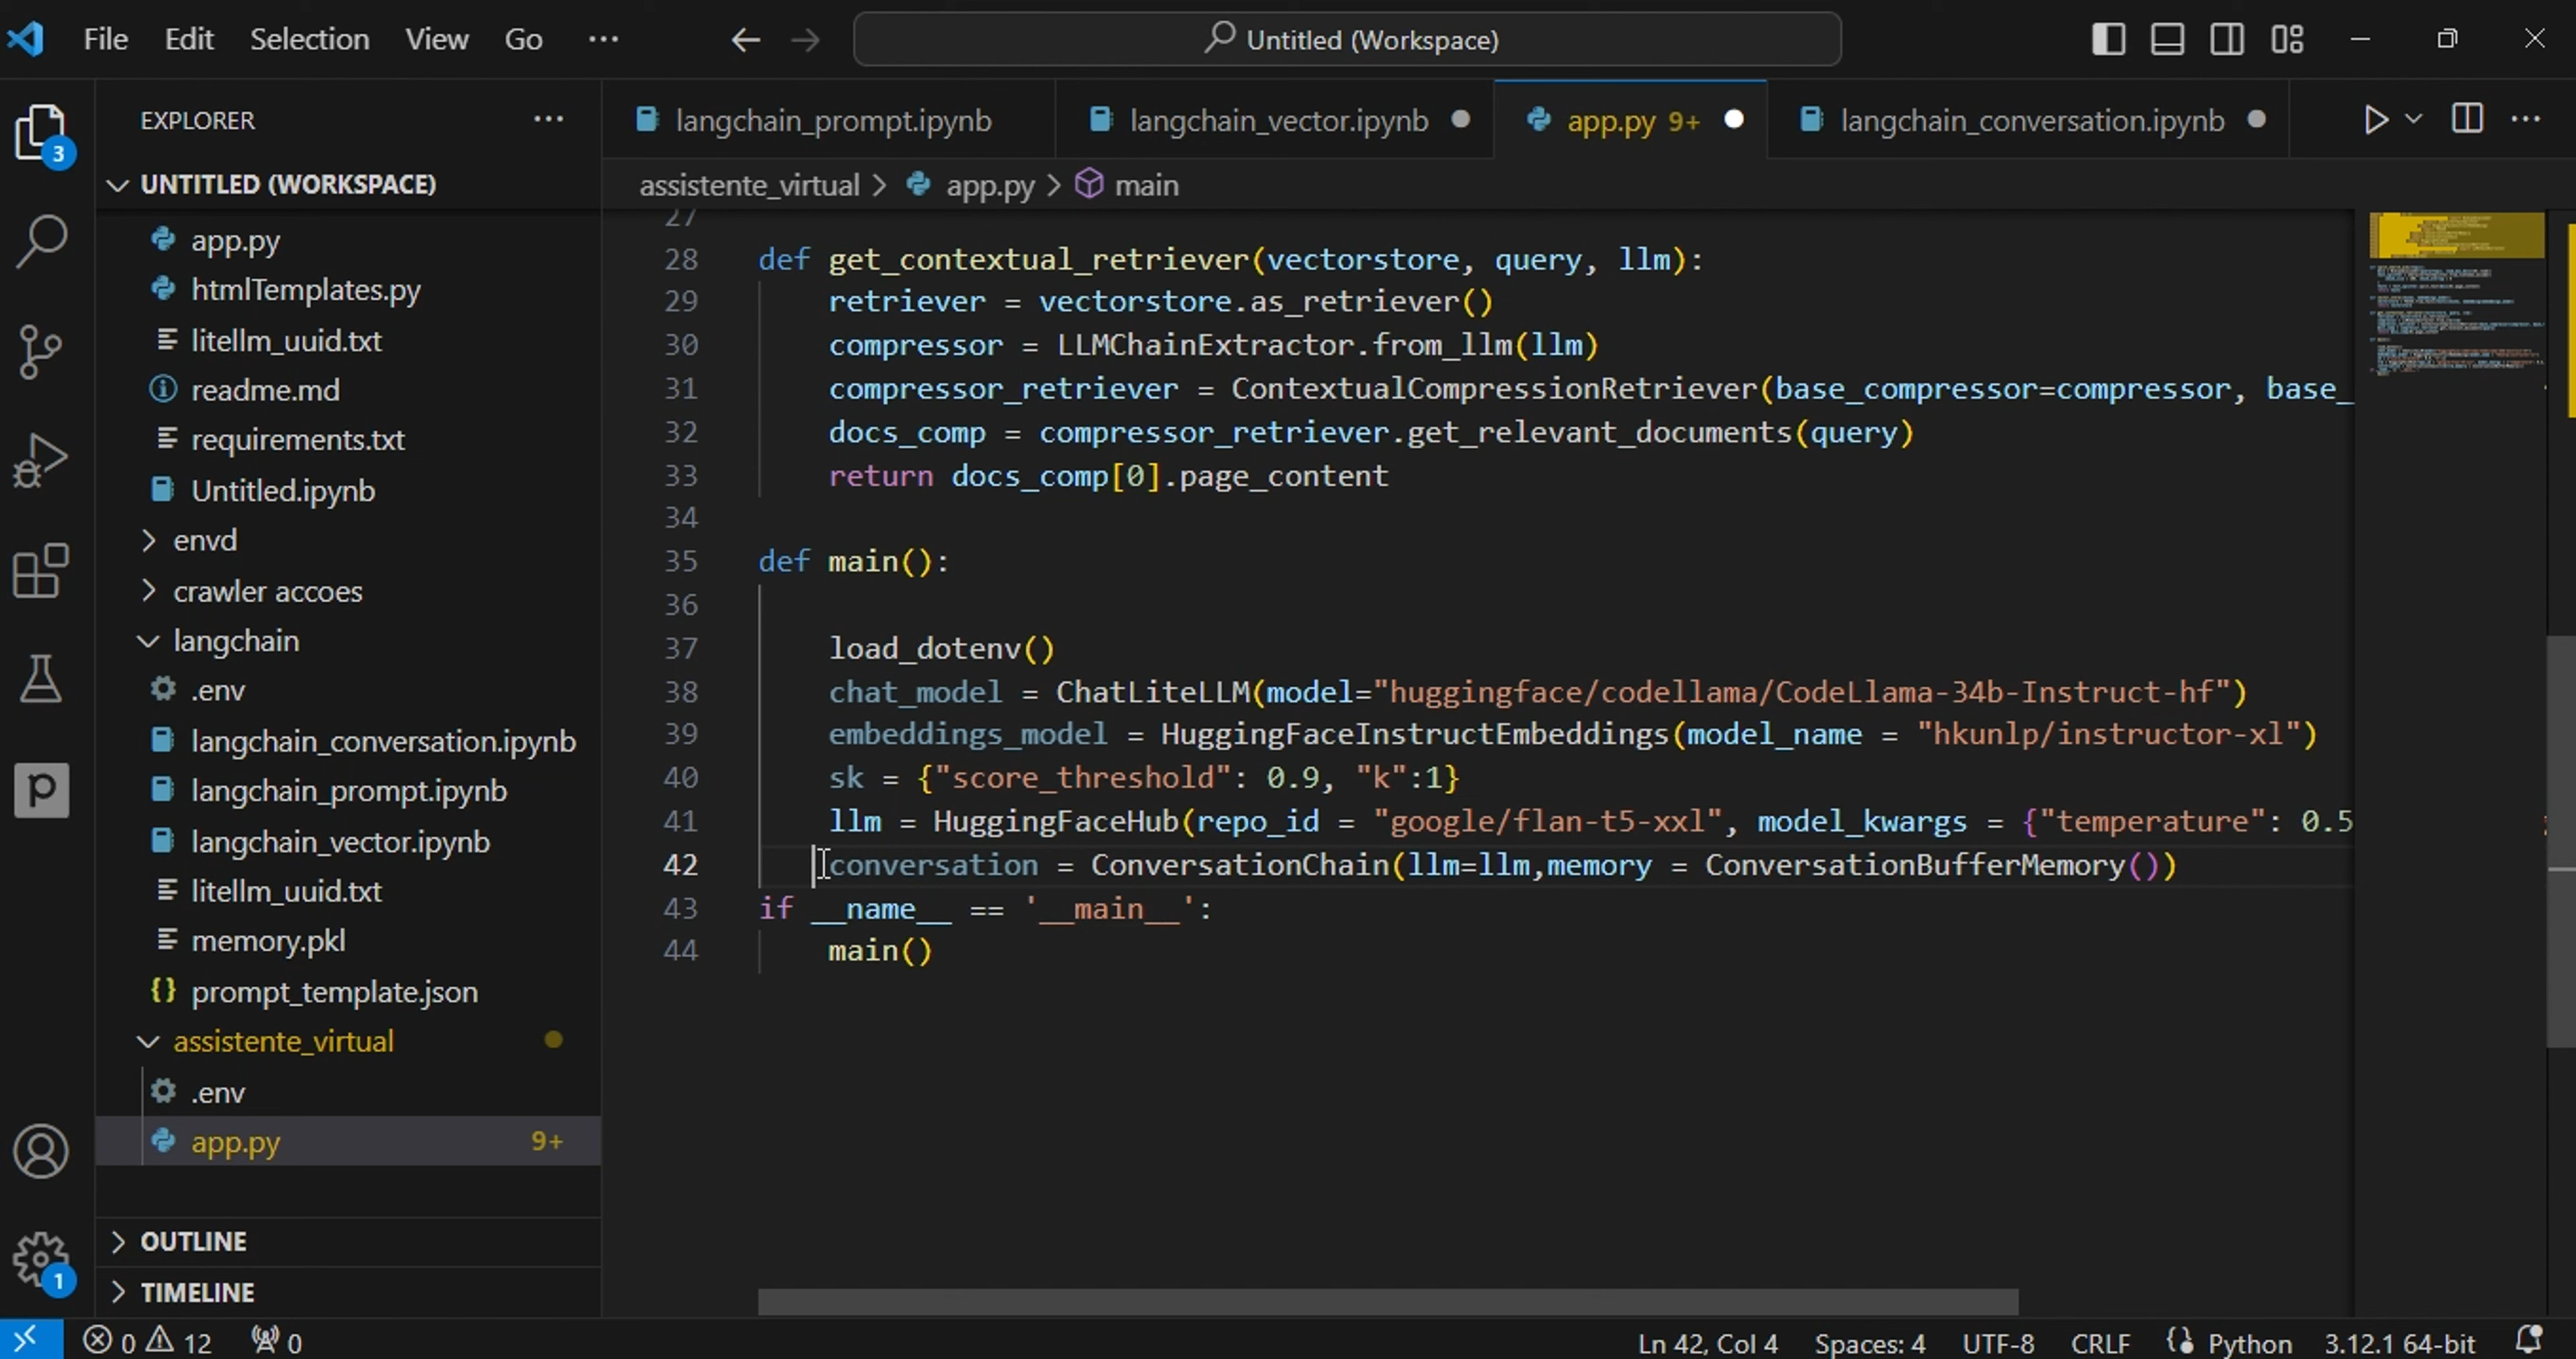 File Edit Selection View Go ··· Untitled (Workspace)
EXPLORER ···
3
UNTITLED (WORKSPACE)
app.py
htmlTemplates.py
litellm_uuid.txt
readme.md
requirements.txt
Untitled.ipynb
envd
crawler accoes
langchain
.env
langchain_conversation.ipynb
langchain_prompt.ipynb
langchain_vector.ipynb
litellm_uuid.txt
memory.pkl
{} prompt_template.json
assistente_virtual
.env
app.py 9+
OUTLINE
TIMELINE
1
langchain_prompt.ipynb langchain_vector.ipynb app.py 9+ langchain_conversation.ipynb
assistente_virtual > app.py > main
27
28 def get_contextual_retriever(vectorstore, query, llm):
29 retriever = vectorstore.as_retriever()
30 compressor = LLMChainExtractor.from_llm(llm)
31 compressor_retriever = ContextualCompressionRetriever(base_compressor=compressor, base_
32 docs_comp = compressor_retriever.get_relevant_documents(query)
33 return docs_comp[0].page_content
34
35 def main():
36
37 load_dotenv()
38 chat_model = ChatLiteLLM(model="huggingface/codellama/CodeLlama-34b-Instruct-hf")
39 embeddings_model = HuggingFaceInstructEmbeddings(model_name = "hkunlp/instructor-xl")
40 sk = {"score_threshold": 0.9, "k":1}
41 llm = HuggingFaceHub(repo_id = "google/flan-t5-xxl", model_kwargs = {"temperature": 0.5
42 conversation = ConversationChain(llm=llm,memory = ConversationBufferMemory())
43 if __name__ == '__main__':
44 main()
0 12 0 Ln 42, Col 4 Spaces: 4 UTF-8 CRLF Python 3.12.1 64-bit